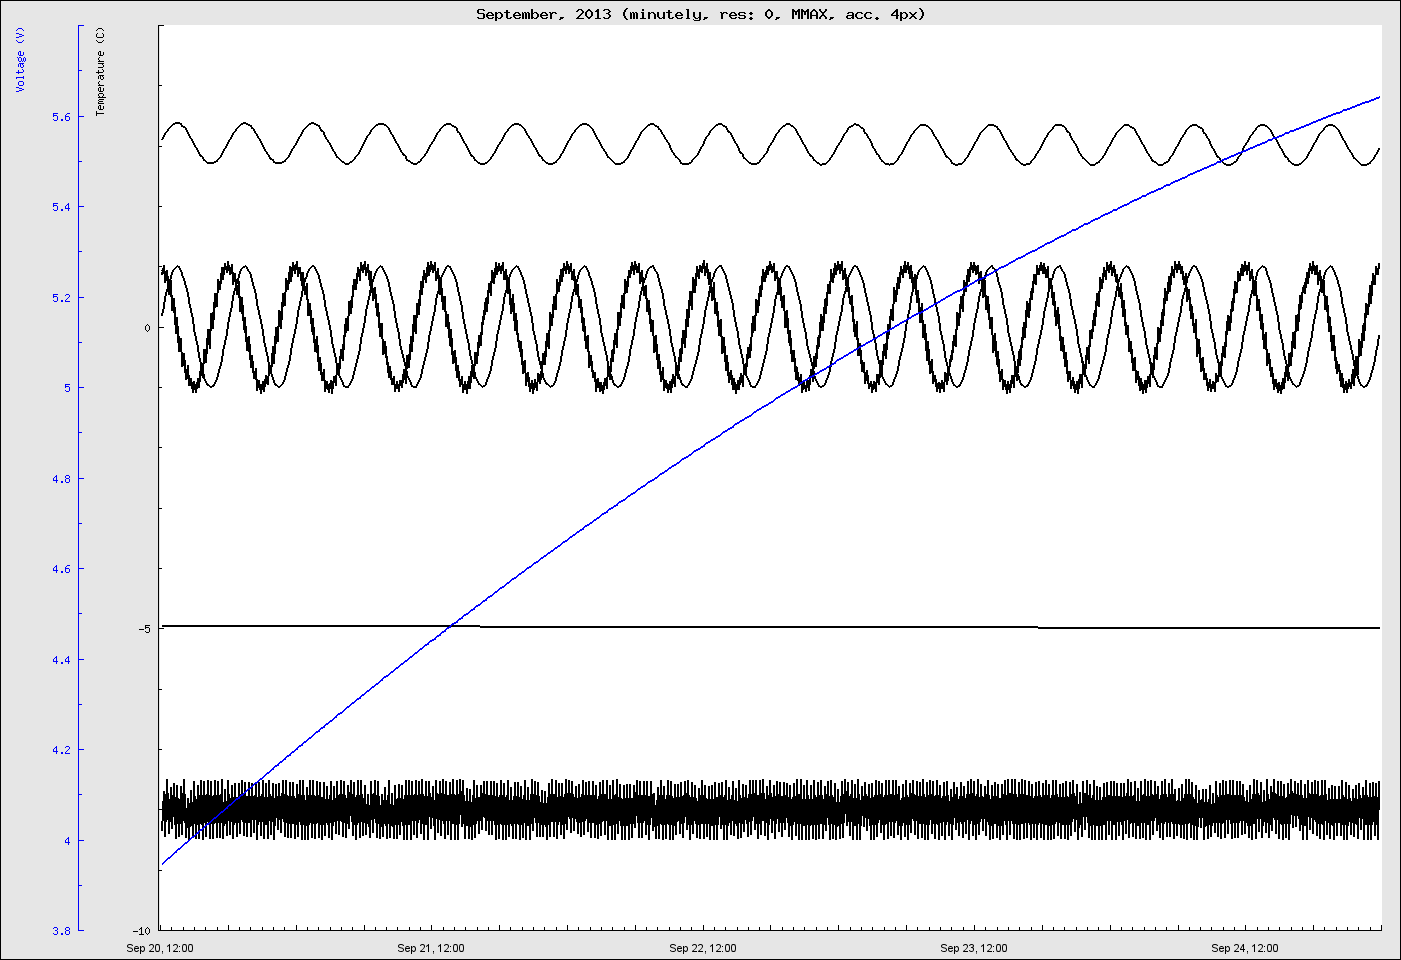 September, 2013 (minutely, res: 0, MMAX, acc. 4px)
Voltage (V)
Temperature (C)
5.6
5.4
5.2
0
5
4.8
4.6
-5
4.4
4.2
4
3.8
-10
Sep 20, 12:00
Sep 21, 12:00
Sep 22, 12:00
Sep 23, 12:00
Sep 24, 12:00